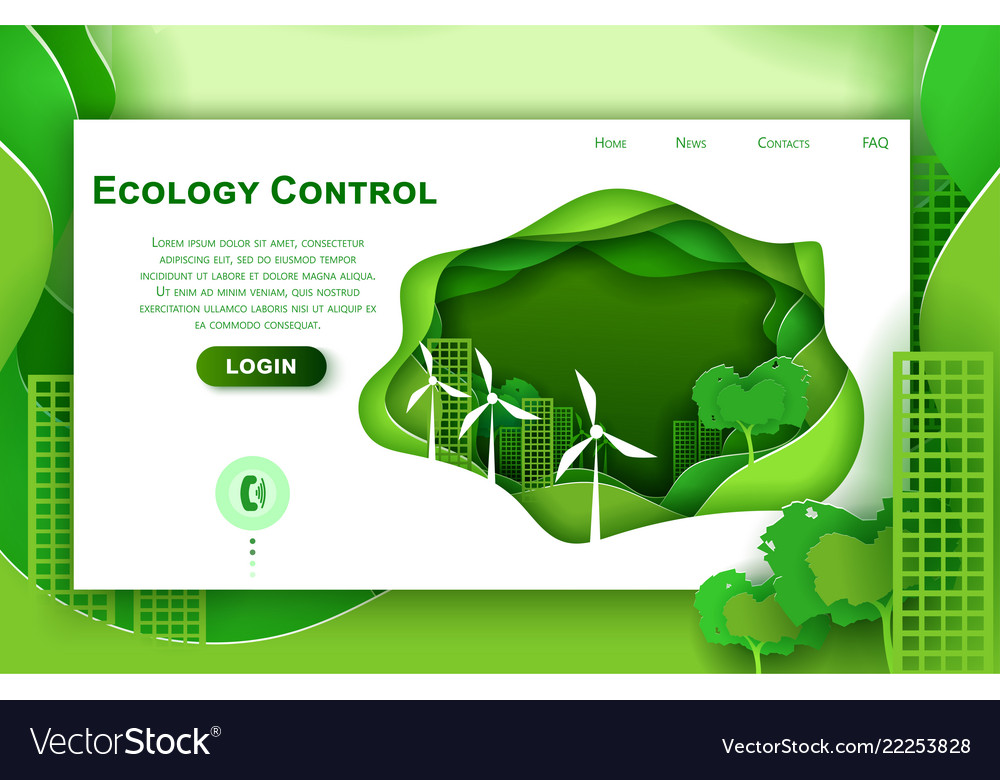 Home News Contacts FAQ
Ecology Control
Lorem ipsum dolor sit amet, consectetur
adipiscing elit, sed do eiusmod tempor
incididunt ut labore et dolore magna aliqua.
Ut enim ad minim veniam, quis nostrud
exercitation ullamco laboris nisi ut aliquip ex
ea commodo consequat.
LOGIN
VectorStock®
VectorStock.com/22253828